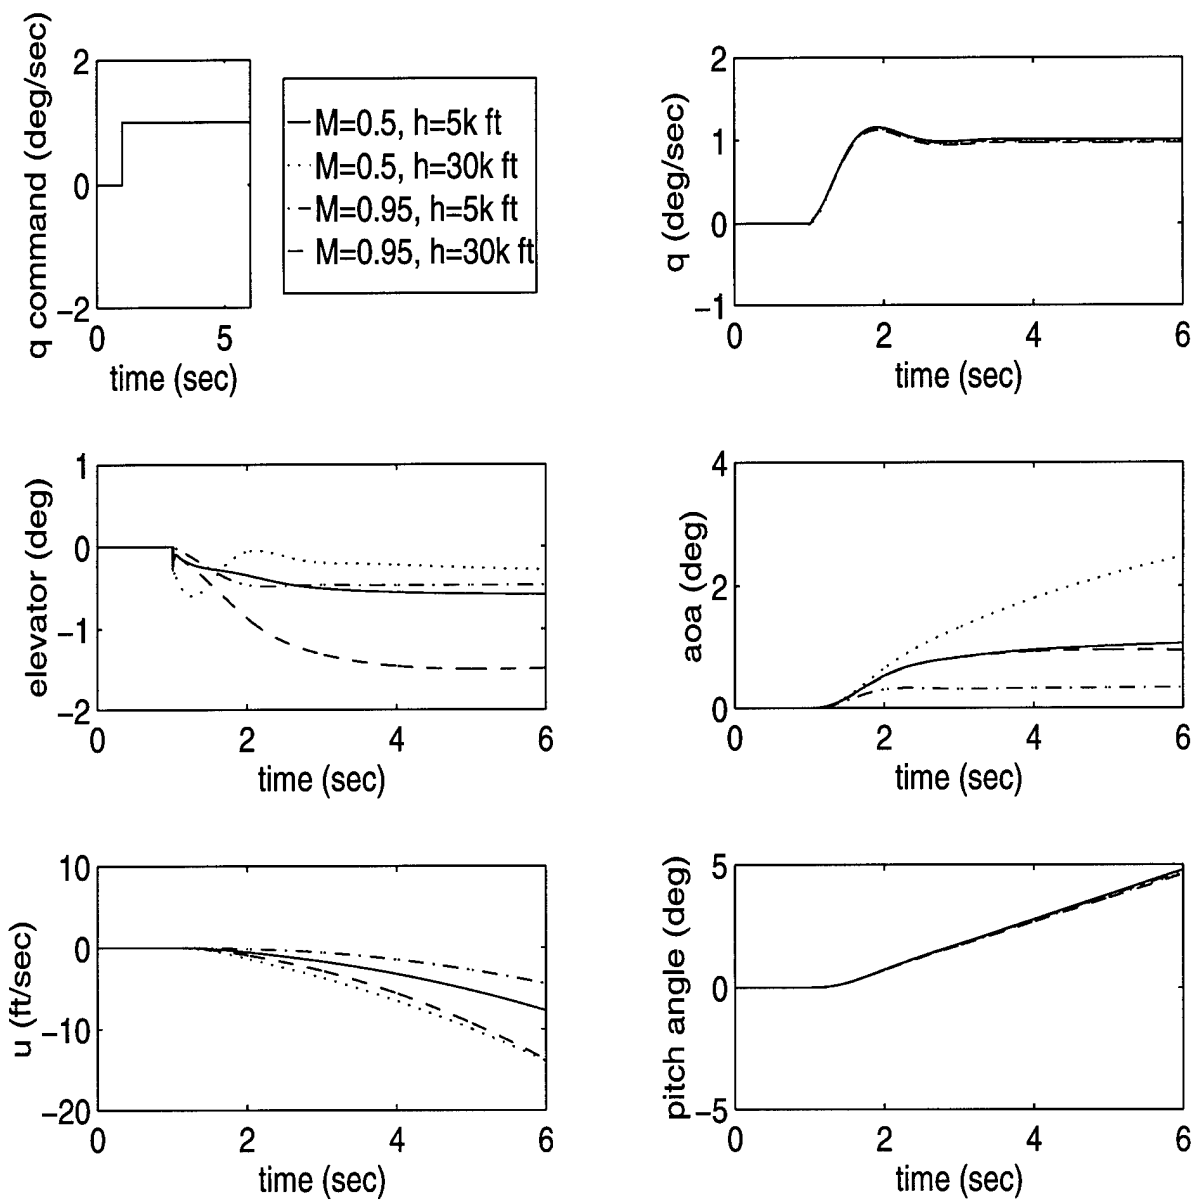 q command (deg/sec)
2
0
−2
0 5
time (sec)
M=0.5, h=5k ft
M=0.5, h=30k ft
M=0.95, h=5k ft
M=0.95, h=30k ft
q (deg/sec)
2
1
0
−1
0 2 4 6
time (sec)
elevator (deg)
1
0
−1
−2
0 2 4 6
time (sec)
aoa (deg)
4
2
0
0 2 4 6
time (sec)
u (ft/sec)
10
0
−10
−20
0 2 4 6
time (sec)
pitch angle (deg)
5
0
−5
0 2 4 6
time (sec)